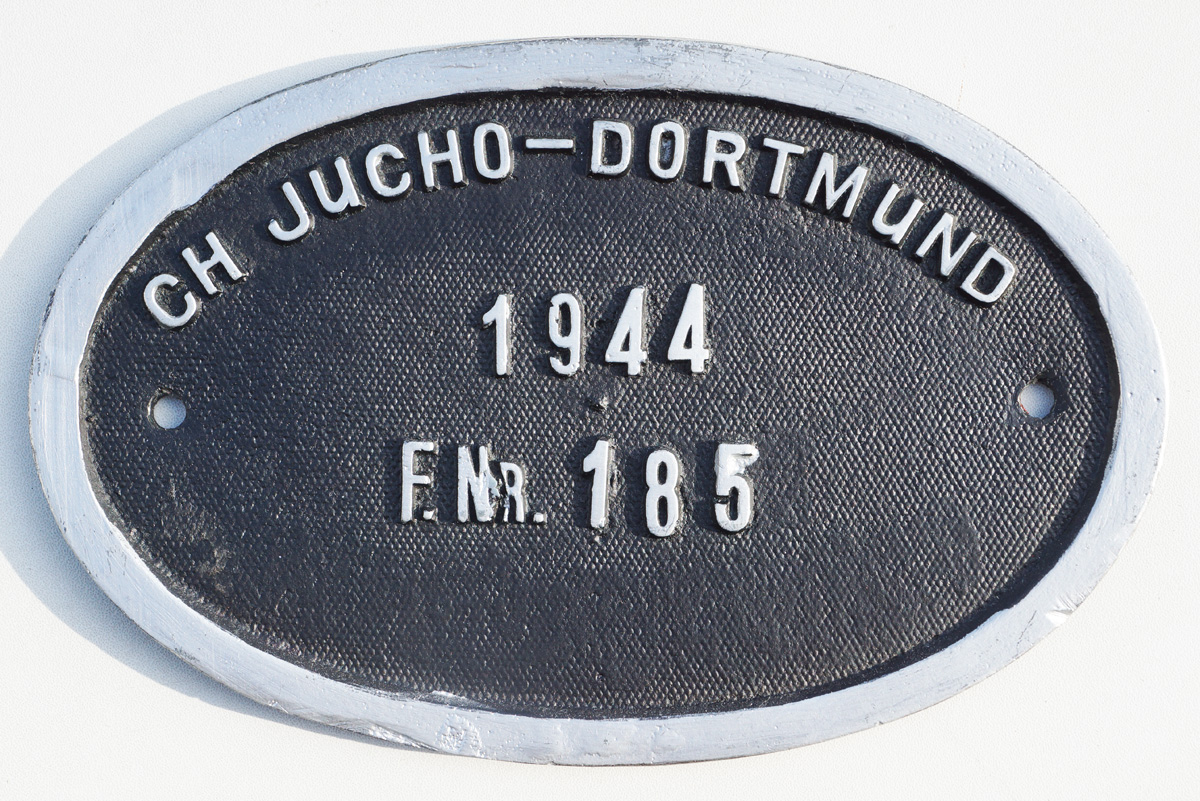 CH JUCHO-DORTMUND
1944
F. NR. 185